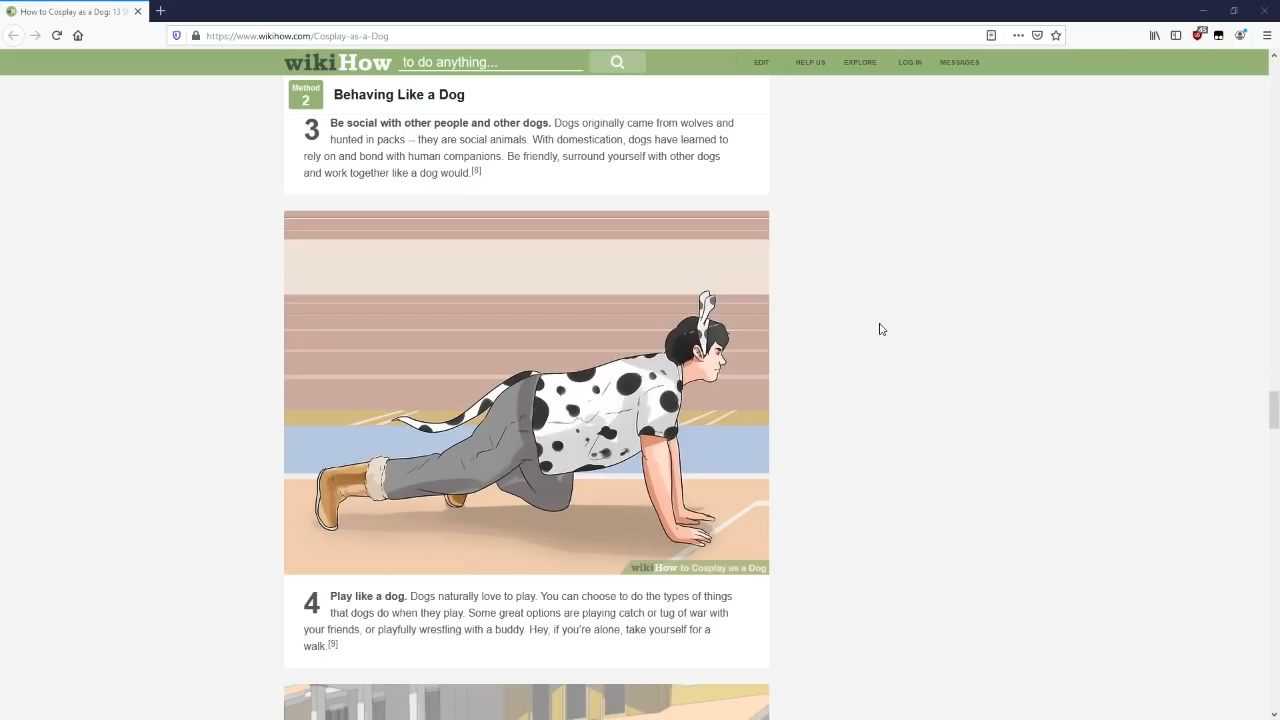 How to Cosplay as a Dog: 13 S
https://www.wikihow.com/Cosplay-as-a-Dog
wikiHow to do anything... EDIT HELP US EXPLORE LOG IN MESSAGES
Method
2
Behaving Like a Dog
3 Be social with other people and other dogs. Dogs originally came from wolves and
hunted in packs -- they are social animals. With domestication, dogs have learned to
rely on and bond with human companions. Be friendly, surround yourself with other dogs
and work together like a dog would.[8]
wikiHow to Cosplay as a Dog
4 Play like a dog. Dogs naturally love to play. You can choose to do the types of things
that dogs do when they play. Some great options are playing catch or tug of war with
your friends, or playfully wrestling with a buddy. Hey, if you're alone, take yourself for a
walk.[9]